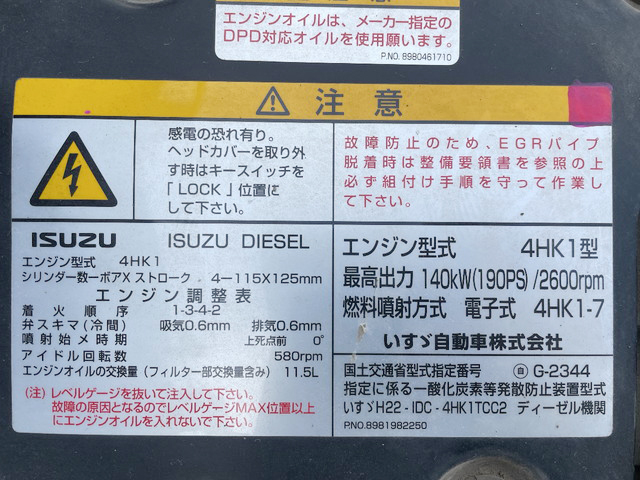 エンジンオイルは、メーカー指定の
DPD対応オイルを使用願います。
P.NO. 8980461710
注意
感電の恐れ有り。
ヘッドカバーを取り外
す時はキースイッチを
「LOCK」位置に
して下さい。
故障防止のため、EGRパイプ
脱着時は整備要領書を参照の上
必ず組付け手順を守って作業し
て下さい。
ISUZU ISUZU DIESEL
エンジン型式 4HK1
シリンダー数ーボアX ストローク 4ー115X125mm
エンジン調整表
着火順序 1-3-4-2
弁スキマ(冷間) 吸気0.6mm 排気0.6mm
噴射始メ時期 上死点前 0°
アイドル回転数 580rpm
エンジンオイルの交換量(フィルター部交換量含み) 11.5L
(注) レベルゲージを抜いて注入して下さい。
故障の原因となるのでレベルゲージMAX位置以上
にエンジンオイルを入れないで下さい。
エンジン型式 4HK1型
最高出力 140kW(190PS)/2600rpm
燃料噴射方式 電子式 4HK1-7
いすゞ自動車株式会社
国土交通省型式指定番号 自 G-2344
指定に係る一酸化炭素等発散防止装置型式
いすゞH22-IDC-4HK1TCC2 ディーゼル機関
P.NO.8981982250